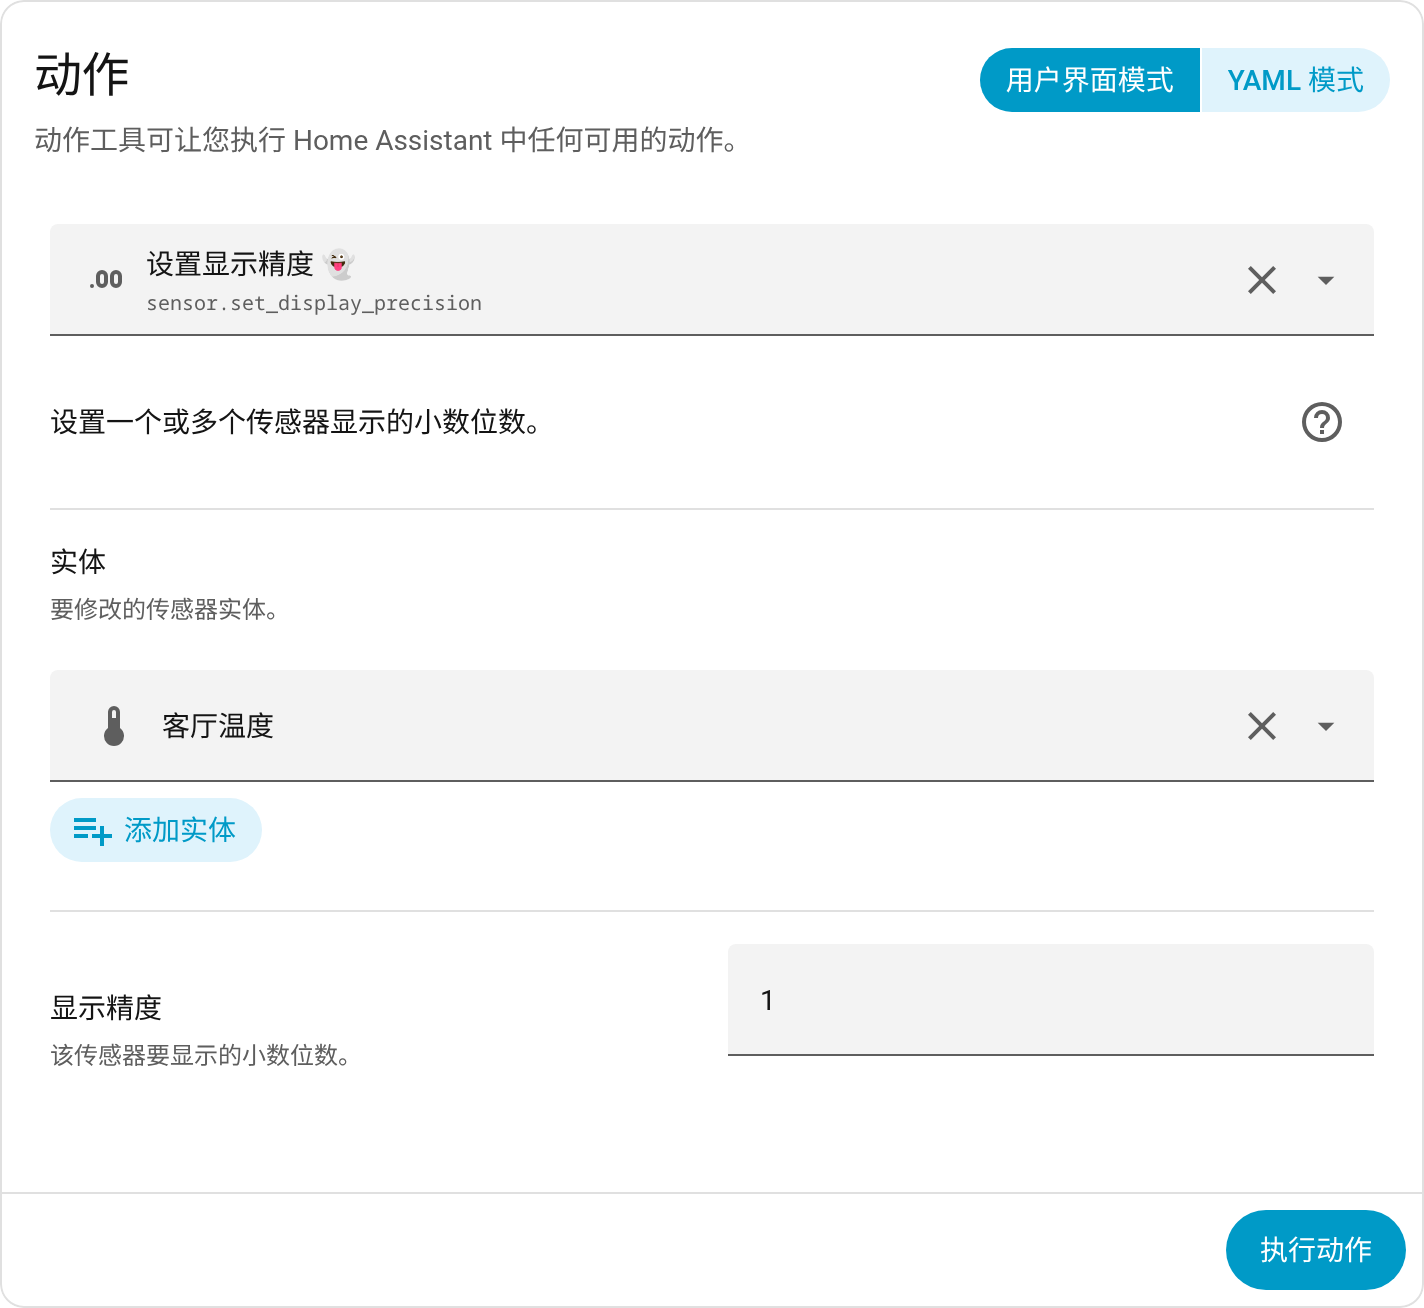 动作
用户界面模式
YAML 模式
动作工具可让您执行 Home Assistant 中任何可用的动作。
.00
设置显示精度 👻
sensor.set_display_precision
设置一个或多个传感器显示的小数位数。
实体
要修改的传感器实体。
客厅温度
添加实体
显示精度
该传感器要显示的小数位数。
1
执行动作